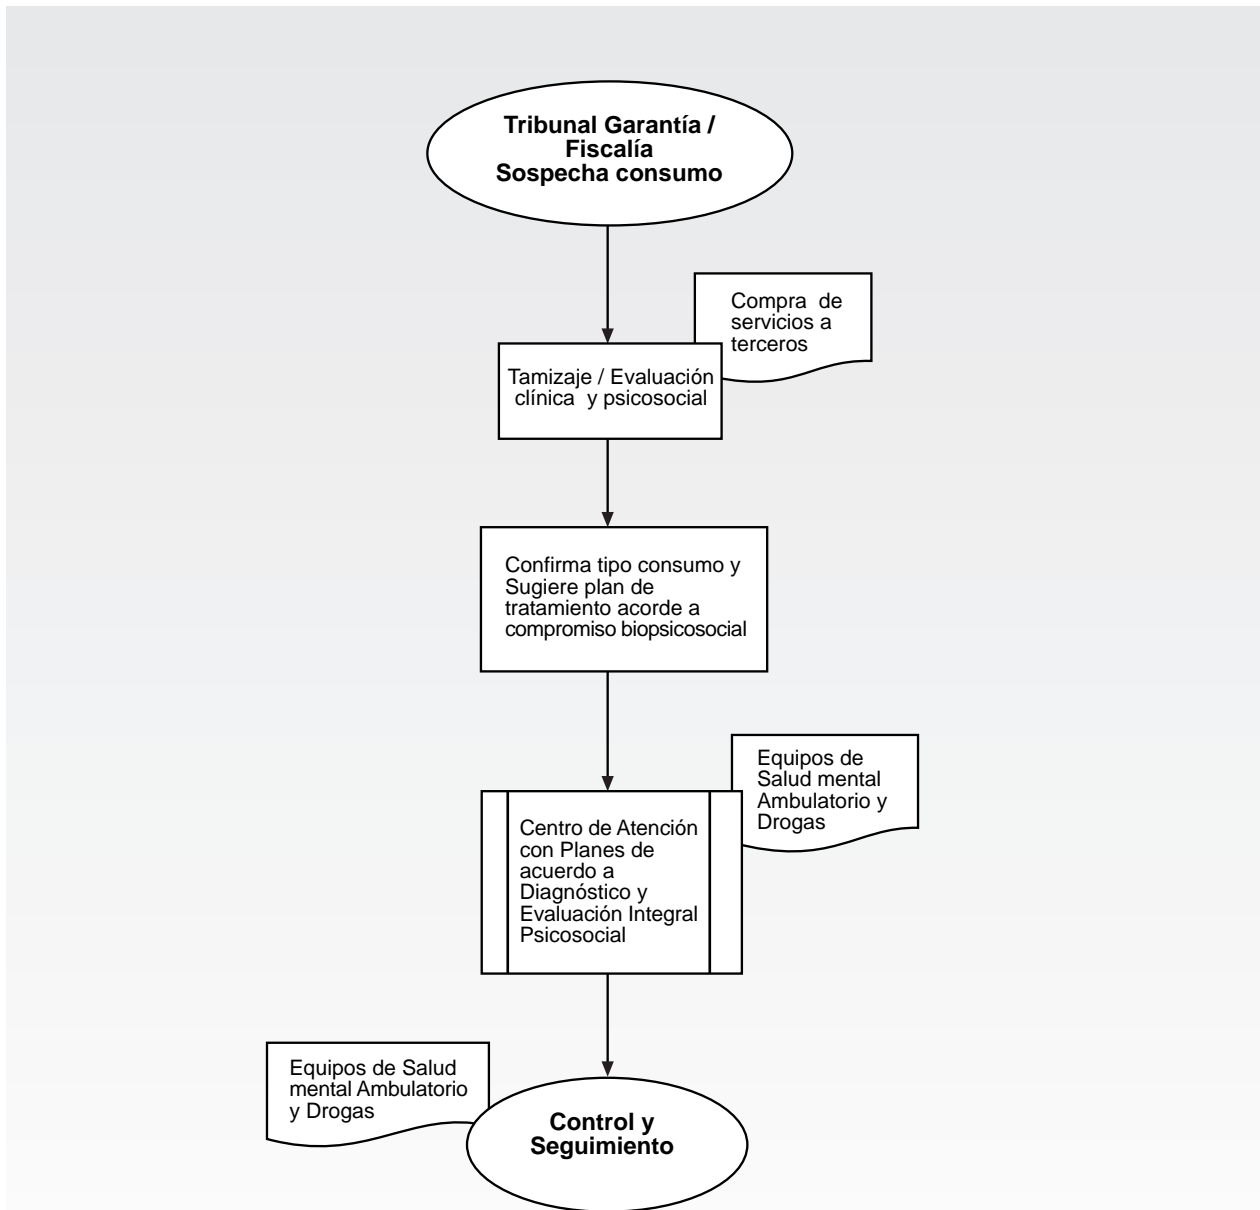 Tribunal Garantía /
Fiscalía
Sospecha consumo
Compra de
servicios a
terceros
Tamizaje / Evaluación
clínica y psicosocial
Confirma tipo consumo y
Sugiere plan de
tratamiento acorde a
compromiso biopsicosocial
Equipos de
Salud mental
Ambulatorio y
Drogas
Centro de Atención
con Planes de
acuerdo a
Diagnóstico y
Evaluación Integral
Psicosocial
Equipos de Salud
mental Ambulatorio
y Drogas
Control y
Seguimiento